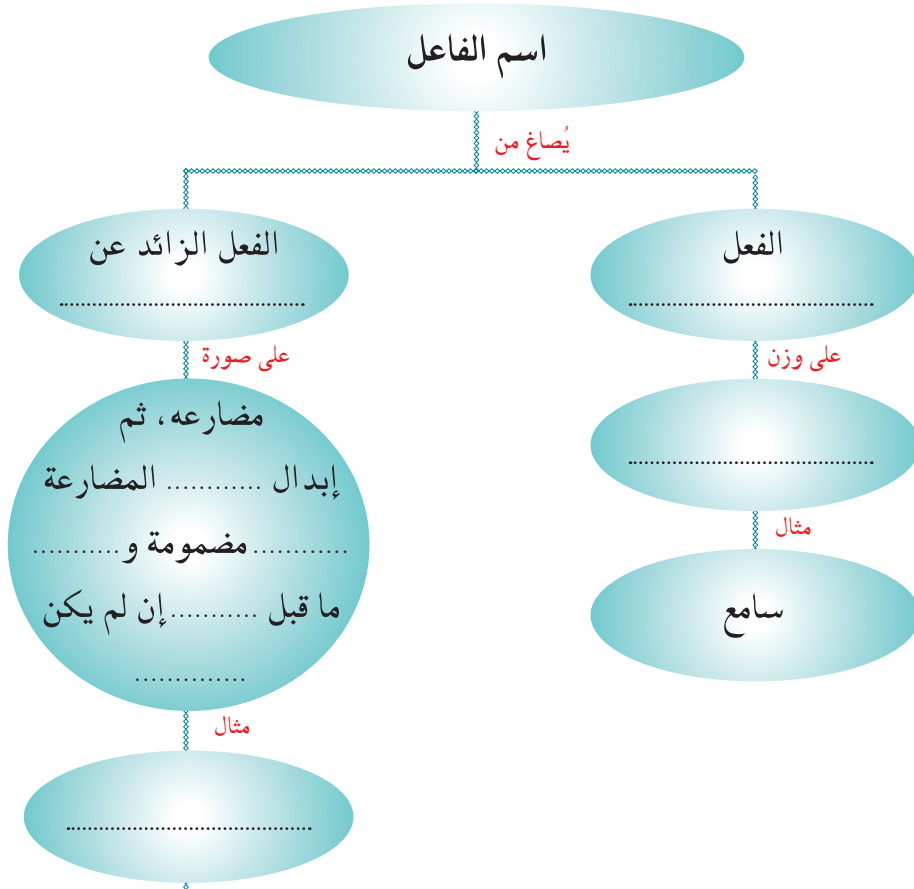 اسم الفاعل
يُصاغ من
الفعل
........................................
على وزن
........................................
مثال
سامع
الفعل الزائد عن
........................................
على صورة
مضارعه، ثم
إبدال ............ المضارعة
............ مضمومة و ...........
ما قبل ........... إن لم يكن
..............
مثال
........................................